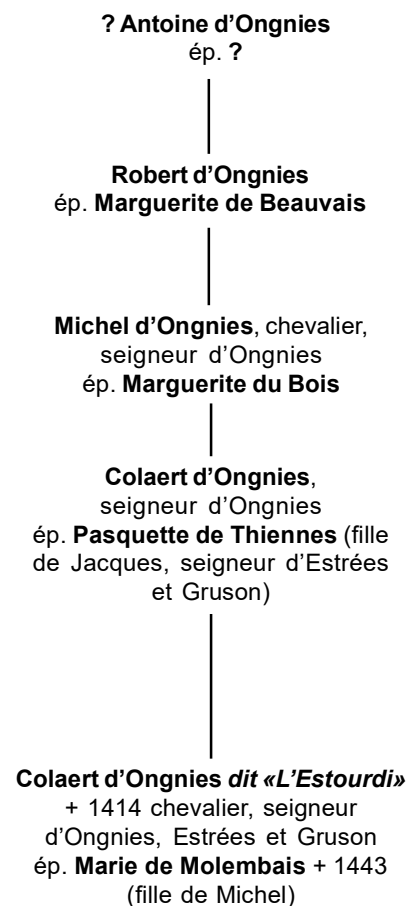 ? Antoine d’Ongnies
ép. ?
Robert d’Ongnies
ép. Marguerite de Beauvais
Michel d’Ongnies, chevalier,
seigneur d’Ongnies
ép. Marguerite du Bois
Colaert d’Ongnies,
seigneur d’Ongnies
ép. Pasquette de Thiennes (fille
de Jacques, seigneur d’Estrées
et Gruson)
Colaert d’Ongnies dit «L’Estourdi»
+ 1414 chevalier, seigneur
d’Ongnies, Estrées et Gruson
ép. Marie de Molembais + 1443
(fille de Michel)